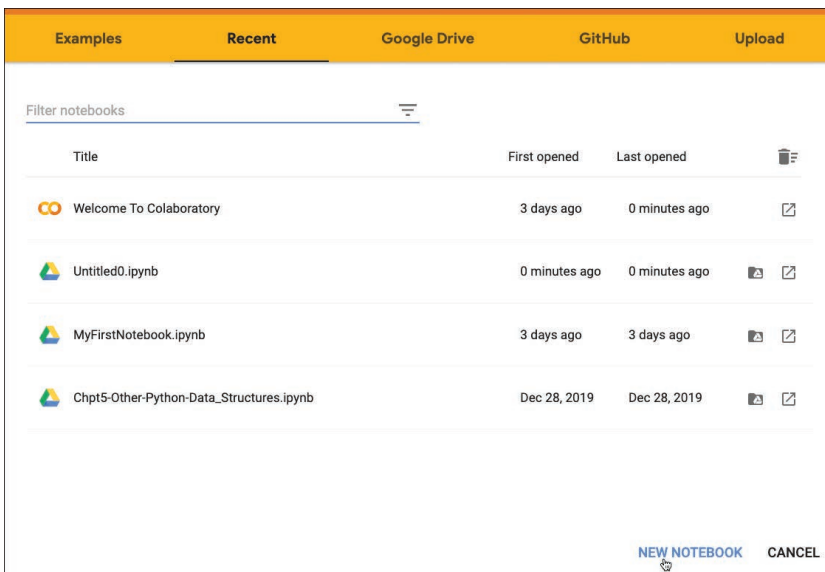 Examples Recent Google Drive GitHub Upload
Filter notebooks
Title First opened Last opened
Welcome To Colaboratory 3 days ago 0 minutes ago
Untitled0.ipynb 0 minutes ago 0 minutes ago
MyFirstNotebook.ipynb 3 days ago 3 days ago
Chpt5-Other-Python-Data_Structures.ipynb Dec 28, 2019 Dec 28, 2019
NEW NOTEBOOK CANCEL